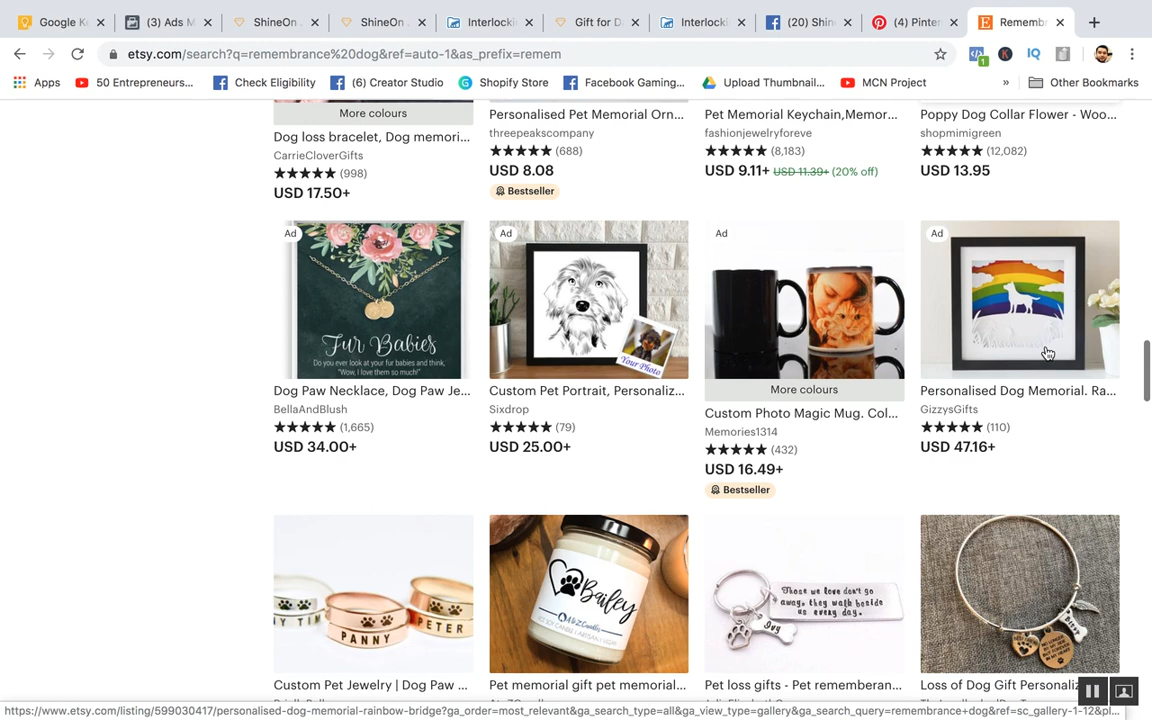 Google Ke
(3) Ads M
ShineOn
ShineOn
Interlocki
Gift for D
Interlocki
(20) Shin
(4) Pinter
Rememb
etsy.com/search?q=remembrance%20dog&ref=auto-1&as_prefix=remem
1
K
IQ
Apps
50 Entrepreneurs...
Check Eligibility
(6) Creator Studio
Shopify Store
Facebook Gaming...
Upload Thumbnail...
MCN Project
»
Other Bookmarks
More colours
Dog loss bracelet, Dog memori...
CarrieCloverGifts
★★★★★ (998)
USD 17.50+
Personalised Pet Memorial Orn...
threepeakscompany
★★★★★ (688)
USD 8.08
Bestseller
Pet Memorial Keychain,Memor...
fashionjewelryforeve
★★★★★ (8,183)
USD 9.11+ USD 11.39+ (20% off)
Poppy Dog Collar Flower - Woo...
shopmimigreen
★★★★★ (12,082)
USD 13.95
Ad
Fur Babies
Do you ever look at your fur babies and think,
"Wow, I love them so much!"
Dog Paw Necklace, Dog Paw Je...
BellaAndBlush
★★★★★ (1,665)
USD 34.00+
Ad
Your Photo
Custom Pet Portrait, Personaliz...
Sixdrop
★★★★★ (79)
USD 25.00+
Ad
More colours
Custom Photo Magic Mug. Col...
Memories1314
★★★★★ (432)
USD 16.49+
Bestseller
Ad
Personalised Dog Memorial. Ra...
GizzysGifts
★★★★★ (110)
USD 47.16+
PANNY
PETER
Custom Pet Jewelry | Dog Paw ...
Bailey
Pet memorial gift pet memorial...
Those we love don't go
away, they walk beside
us every day.
Ivy
Pet loss gifts - Pet rememberan...
Loss of Dog Gift Personaliz
https://www.etsy.com/listing/599030417/personalised-dog-memorial-rainbow-bridge?ga_order=most_relevant&ga_search_type=all&ga_view_type=gallery&ga_search_query=remembrance+dog&ref=sc_gallery-1-12&pl...